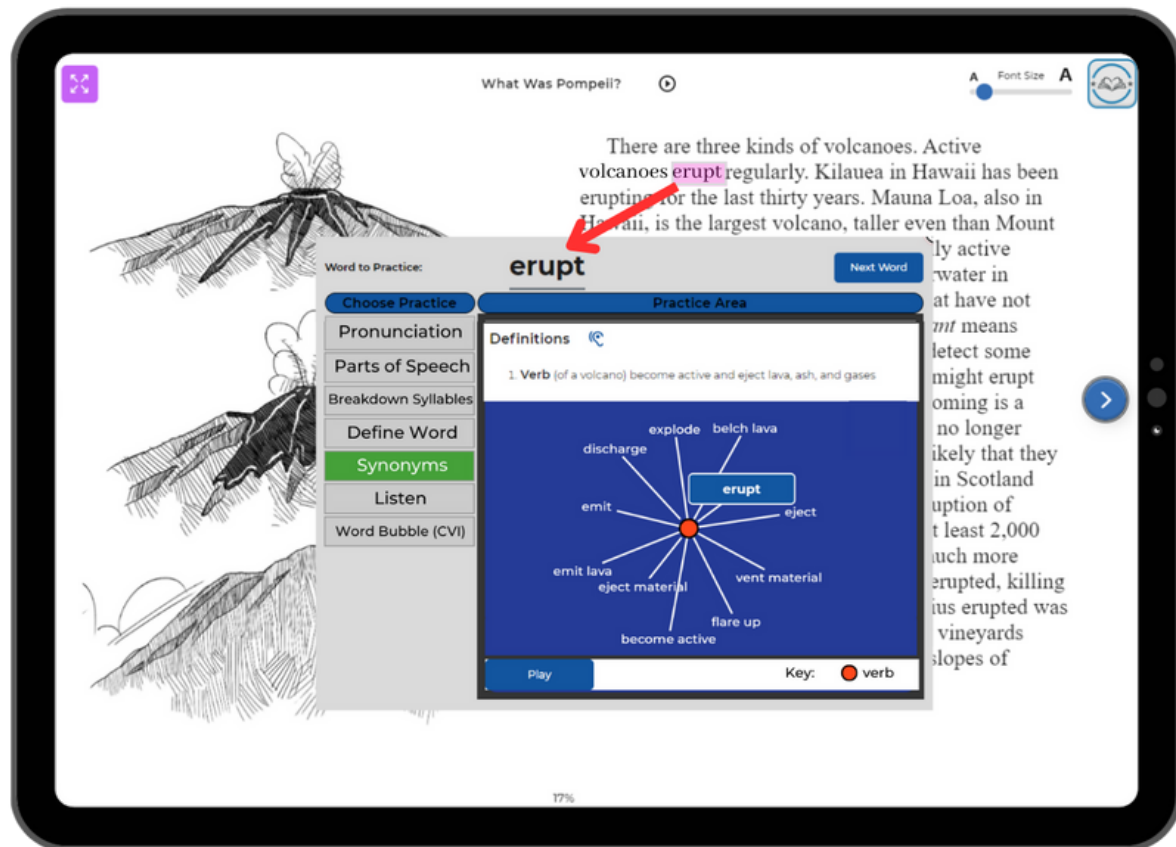 What Was Pompeii?
A Font Size A
There are three kinds of volcanoes. Active
volcanoes erupt regularly. Kilauea in Hawaii has been
erupting for the last thirty years. Mauna Loa, also in
Hawaii, is the largest volcano, taller even than Mount
lly active
rwater in
at have not
ant means
detect some
might erupt
oming is a
no longer
ikely that they
in Scotland
uption of
t least 2,000
uch more
erupted, killing
ius erupted was
vineyards
slopes of
Word to Practice:
erupt
Next Word
Choose Practice
Pronunciation
Parts of Speech
Breakdown Syllables
Define Word
Synonyms
Listen
Word Bubble (CVI)
Practice Area
Definitions
1. Verb (of a volcano) become active and eject lava, ash, and gases
explode
belch lava
discharge
erupt
emit
eject
emit lava
eject material
vent material
flare up
become active
Play
Key: verb
17%